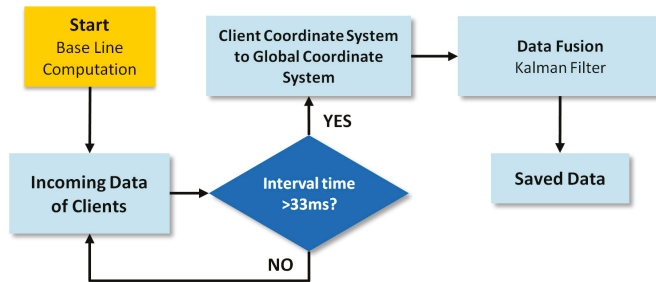 Start
Base Line
Computation
Incoming Data
of Clients
Interval time
>33ms?
YES
NO
Client Coordinate System
to Global Coordinate
System
Data Fusion
Kalman Filter
Saved Data